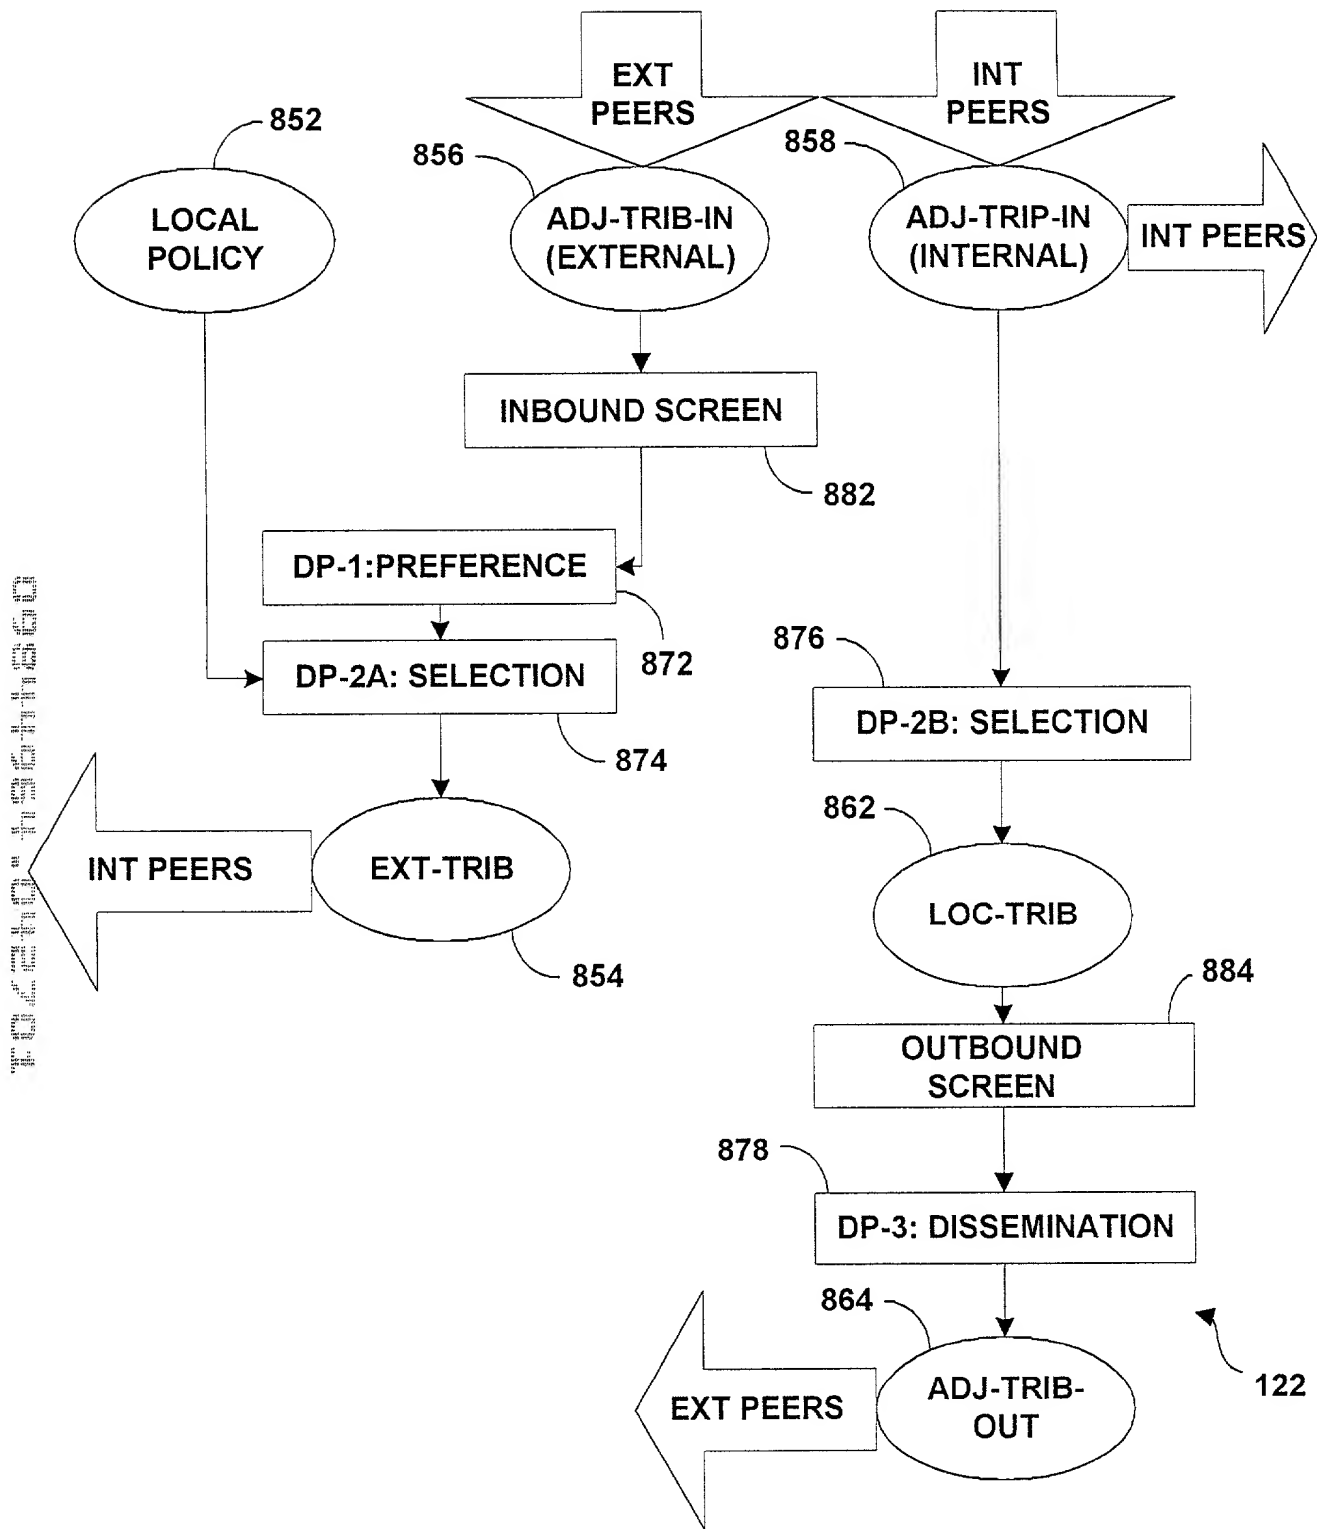 EXT
PEERS
INT
PEERS
852
856
858
LOCAL
POLICY
ADJ-TRIB-IN
(EXTERNAL)
ADJ-TRIP-IN
(INTERNAL)
INT PEERS
INBOUND SCREEN
882
DP-1:PREFERENCE
872
876
DP-2A: SELECTION
DP-2B: SELECTION
874
862
INT PEERS
EXT-TRIB
LOC-TRIB
854
884
OUTBOUND
SCREEN
878
DP-3: DISSEMINATION
864
122
EXT PEERS
ADJ-TRIB-
OUT